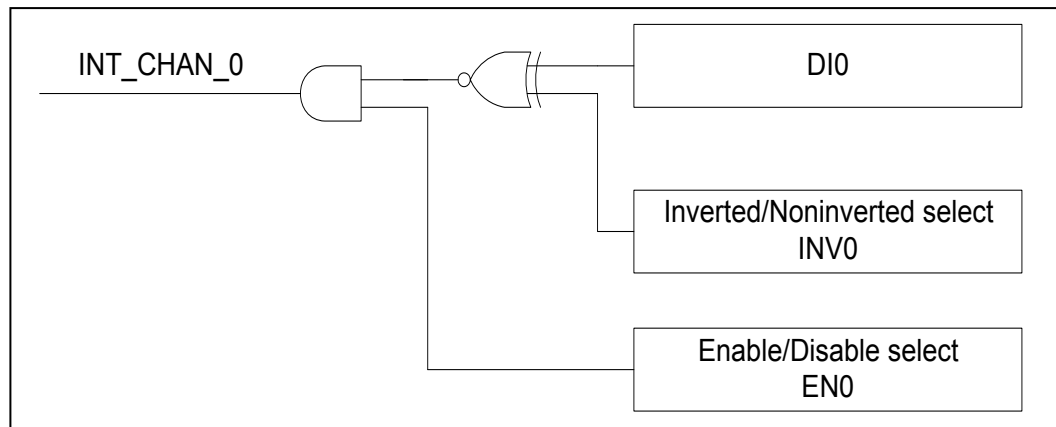 INT_CHAN_0
DI0
Inverted/Noninverted select
INV0
Enable/Disable select
EN0